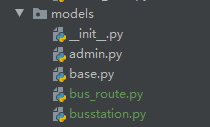 models
__init__.py
admin.py
base.py
bus_route.py
busstation.py